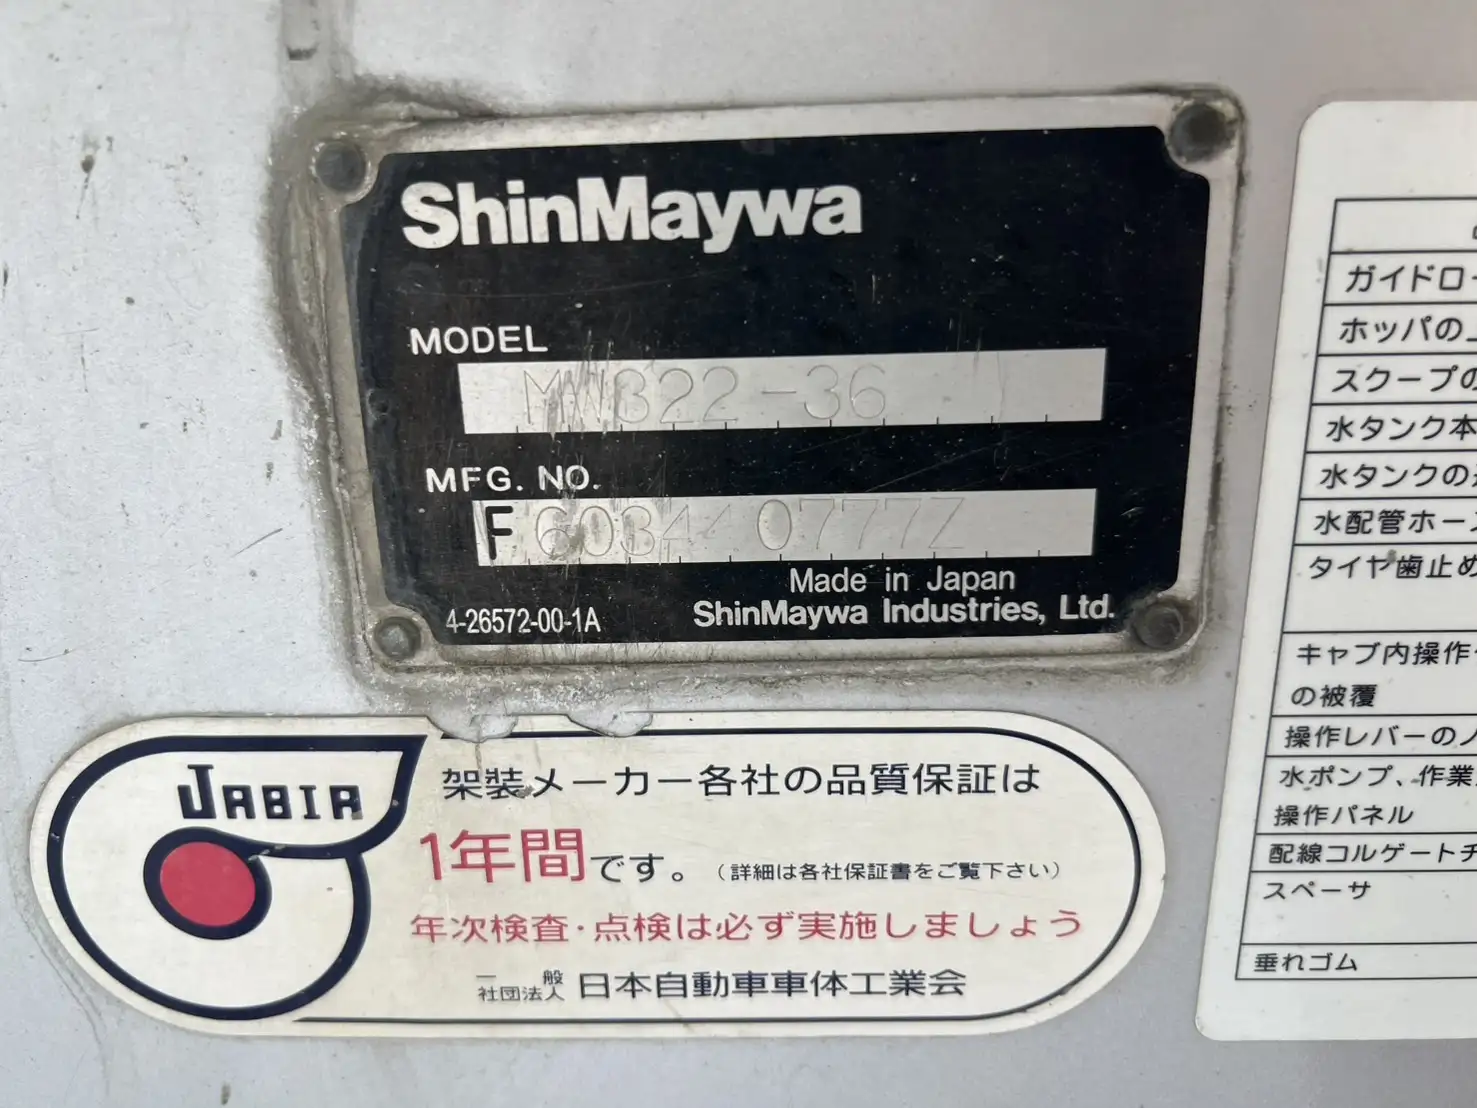 ShinMaywa
MODEL
MW322-36
MFG. NO.
F 603440777Z
Made in Japan
4-26572-00-1A
ShinMaywa Industries, Ltd.
JABIA
架装メーカー各社の品質保証は
1年間です。（詳細は各社保証書をご覧下さい）
年次検査・点検は必ず実施しましょう
一般社団法人 日本自動車車体工業会
ガイドロー
ホッパの
スクープの
水タンク本
水タンクの
水配管ホー
タイヤ歯止め
キャブ内操作
の被覆
操作レバーのノ
水ポンプ、作業
操作パネル
配線コルゲートチ
スペーサ
垂れゴム